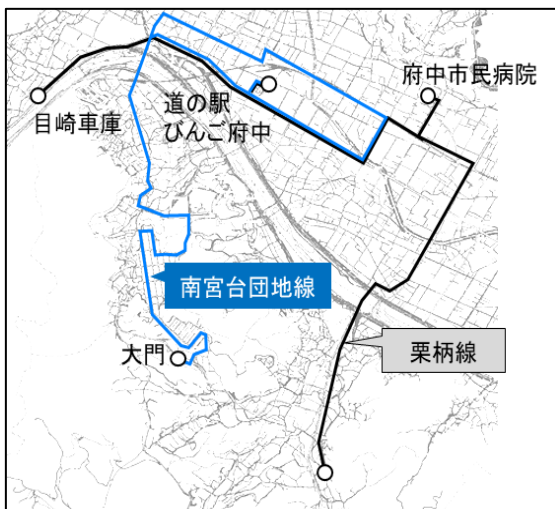 府中市民病院
目崎車庫
道の駅
びんご府中
南宮台団地線
栗柄線
大門